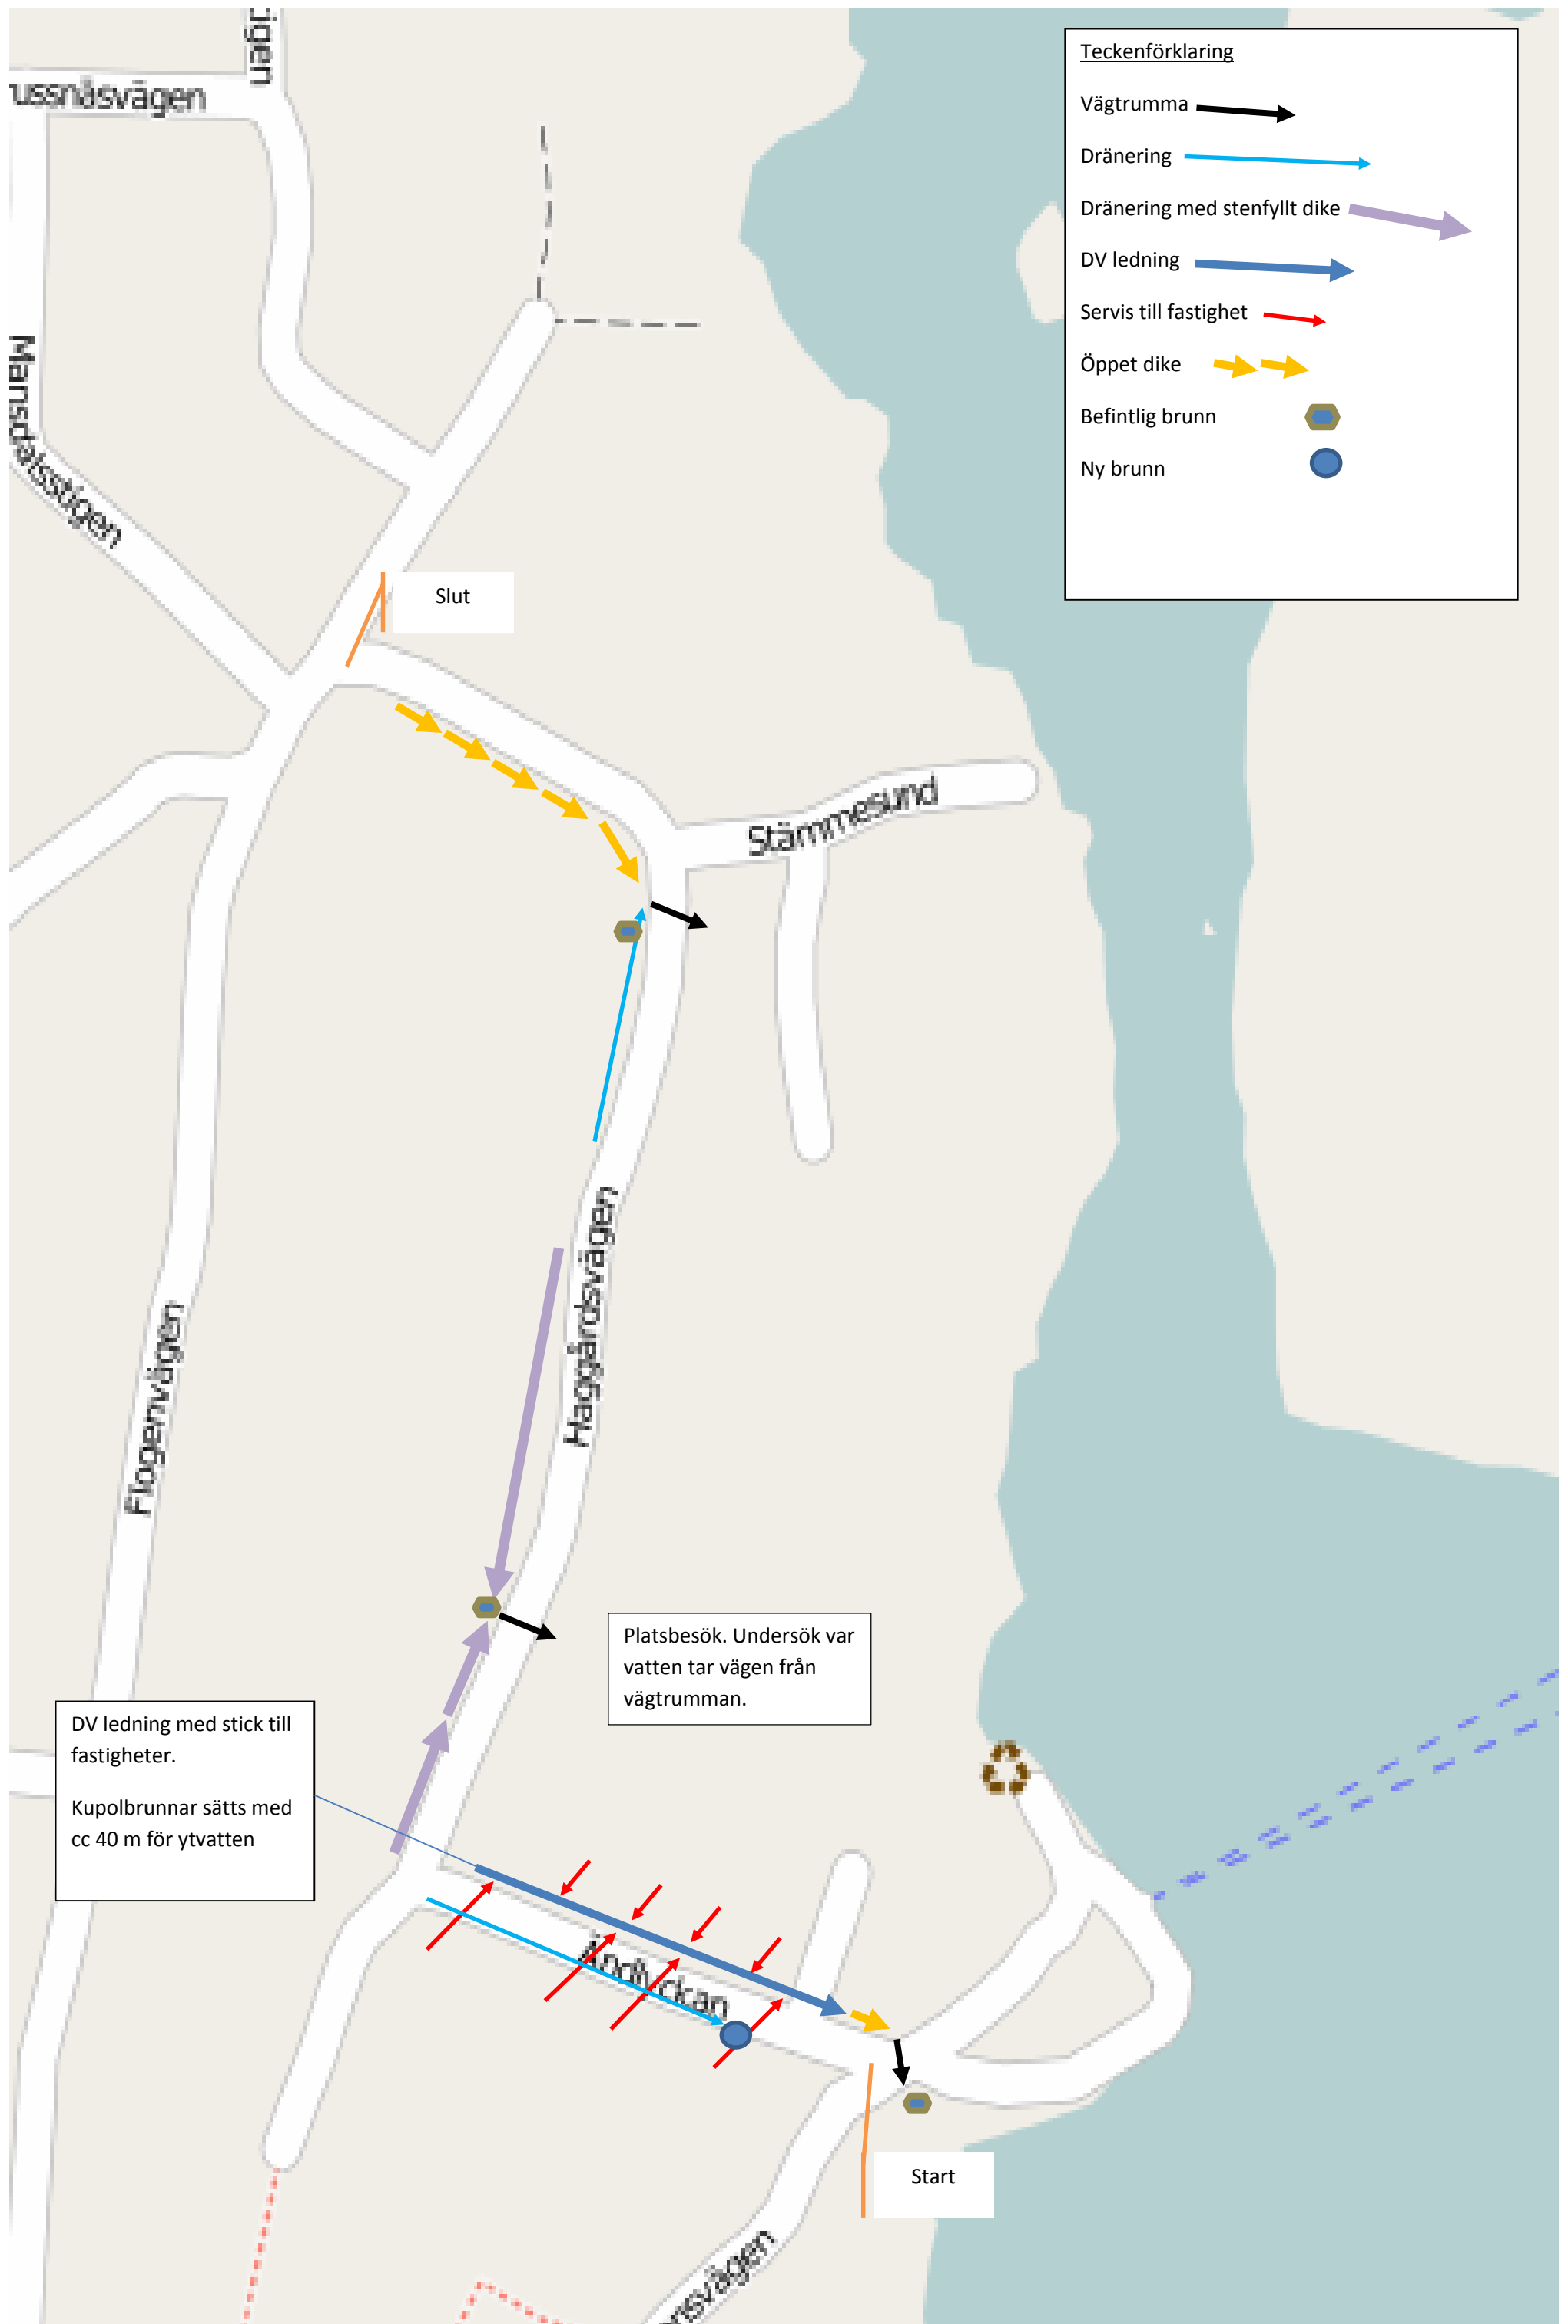 ussnäsvägen
Teckenförklaring
Vägtrumma
Dränering
Dränering med stenfyllt dike
DV ledning
Servis till fastighet
Öppet dike
Befintlig brunn
Ny brunn
Slut
Stämmesund
Haggårdsvägen
Flogenvägen
Platsbesök. Undersök var
vatten tar vägen från
vägtrumman.
DV ledning med stick till
fastigheter.
Kupolbrunnar sätts med
cc 40 m för ytvatten
Start
nsvägen